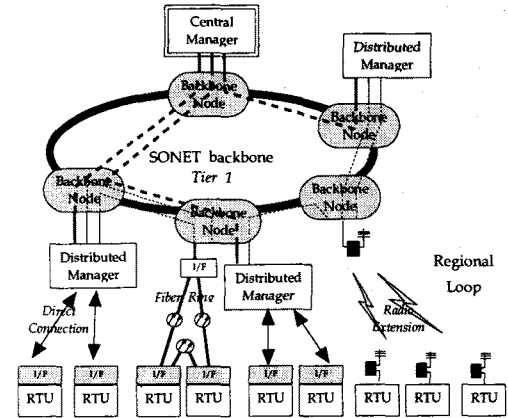 Central
Manager
Distributed
Manager
Backbone
Node
Backbone
Node
SONET backbone
Tier 1
Backbone
Node
Backbone
Node
Backbone
Node
Distributed
Manager
I/F
Distributed
Manager
Regional
Loop
Direct
Connection
Fiber Ring
Radio
Extension
I/F
I/F
I/F
I/F
I/F
I/F
RTU
RTU
RTU
RTU
RTU
RTU
RTU
RTU
RTU